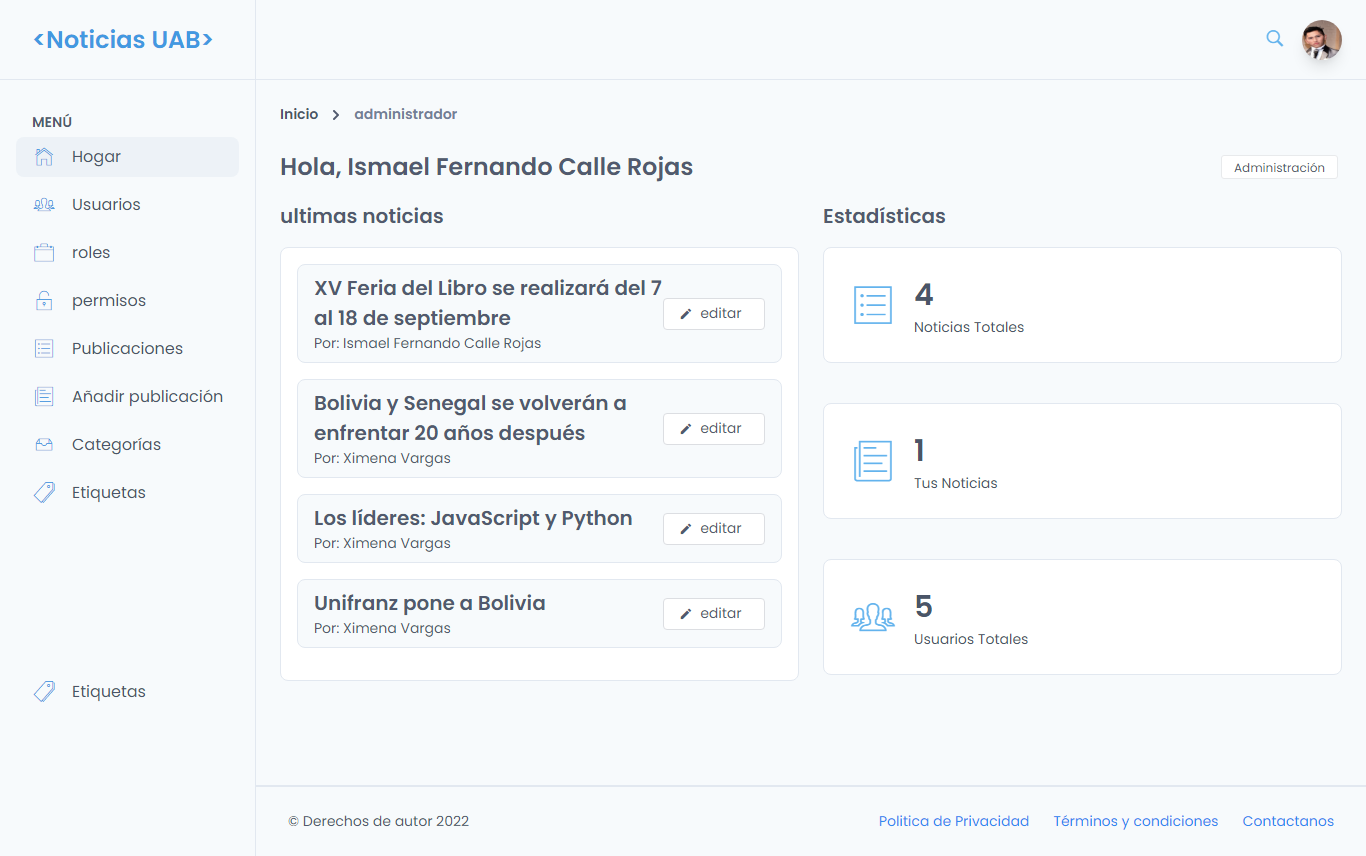 <Noticias UAB>
MENÚ
Hogar
Usuarios
roles
permisos
Publicaciones
Añadir publicación
Categorías
Etiquetas
Etiquetas
Inicio > administrador
Hola, Ismael Fernando Calle Rojas
Administración
ultimas noticias
XV Feria del Libro se realizará del 7
al 18 de septiembre
Por: Ismael Fernando Calle Rojas
editar
Bolivia y Senegal se volverán a
enfrentar 20 años después
Por: Ximena Vargas
editar
Los líderes: JavaScript y Python
Por: Ximena Vargas
editar
Unifranz pone a Bolivia
Por: Ximena Vargas
editar
Estadísticas
4
Noticias Totales
1
Tus Noticias
5
Usuarios Totales
© Derechos de autor 2022
Politica de Privacidad
Términos y condiciones
Contactanos